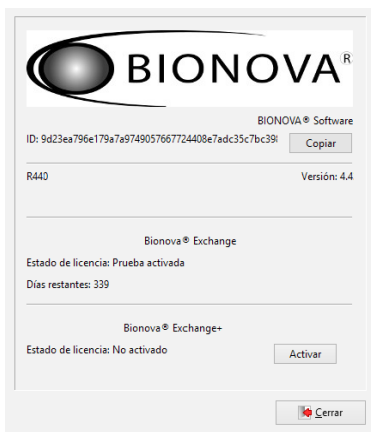 BIONOVA®
BIONOVA® Software
ID: 9d23ea796e179a7a9749057667724408e7adc35c7bc39 Copiar
R440 Versión: 4.4
Bionova® Exchange
Estado de licencia: Prueba activada
Días restantes: 339
Bionova® Exchange+
Estado de licencia: No activado Activar
Cerrar